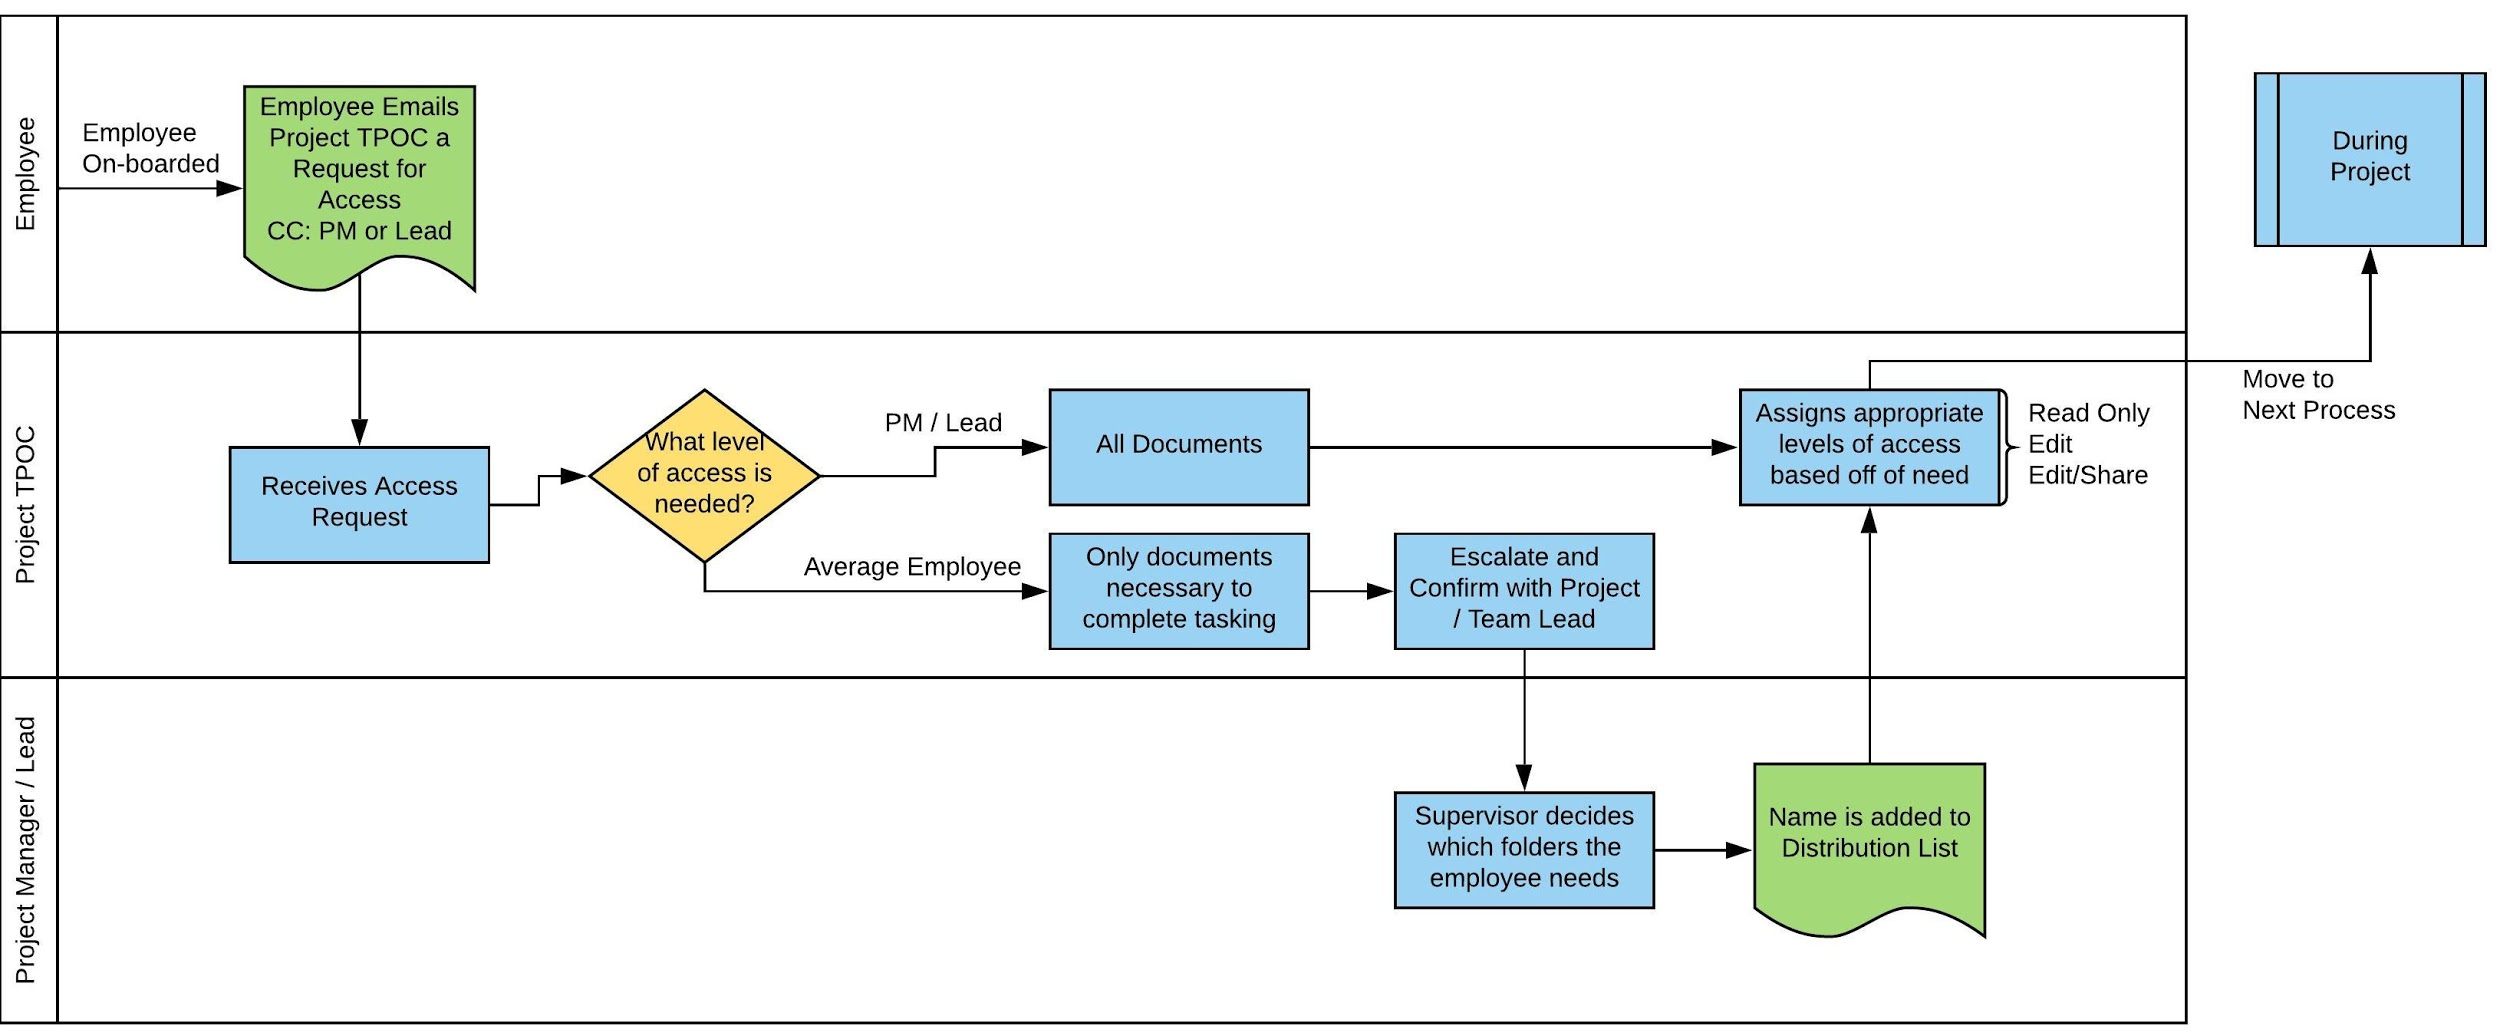 Employee
Employee
On-boarded
Employee Emails
Project TPOC a
Request for
Access
CC: PM or Lead
During
Project
Project TPOC
Receives Access
Request
What level
of access is
needed?
PM / Lead
All Documents
Average Employee
Only documents
necessary to
complete tasking
Escalate and
Confirm with Project
/ Team Lead
Assigns appropriate
levels of access
based off of need
Read Only
Edit
Edit/Share
Move to
Next Process
Project Manager / Lead
Supervisor decides
which folders the
employee needs
Name is added to
Distribution List